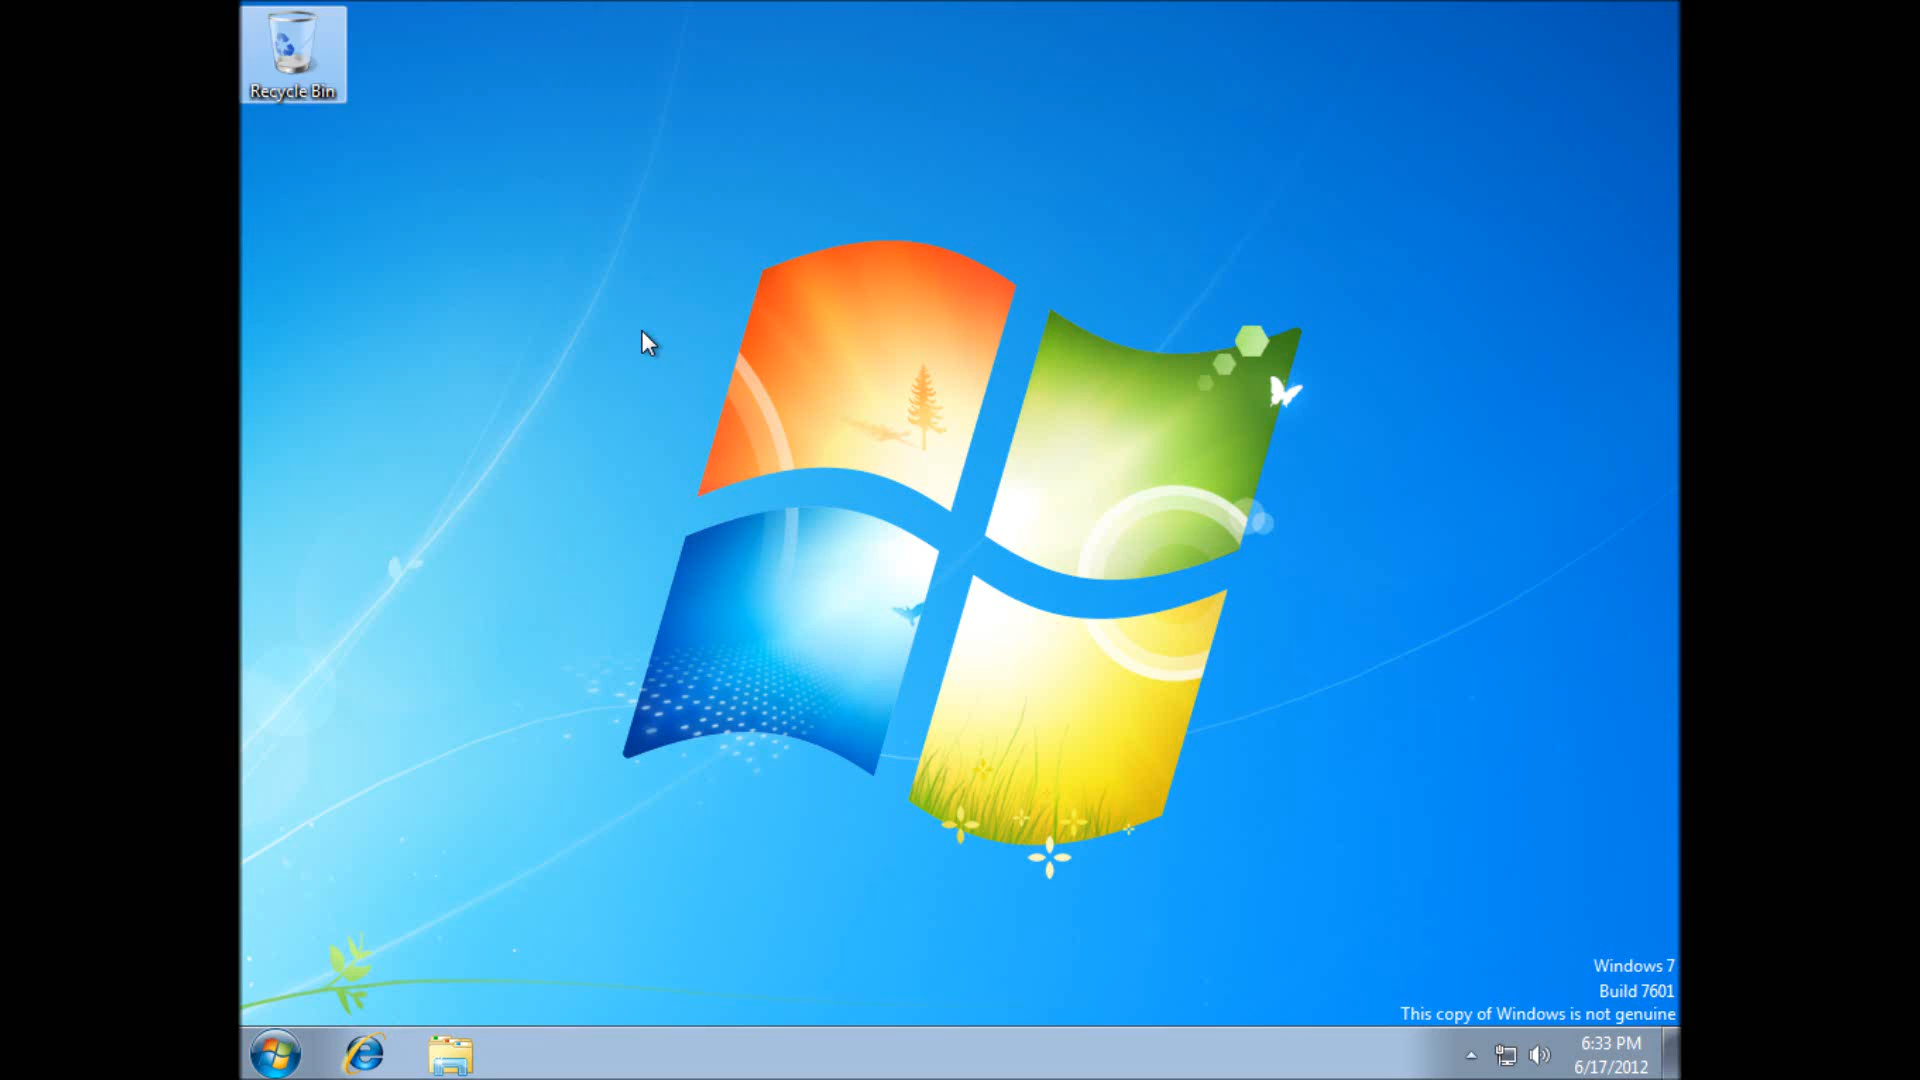 Recycle Bin
Windows 7
Build 7601
This copy of Windows is not genuine
6:33 PM
6/17/2012